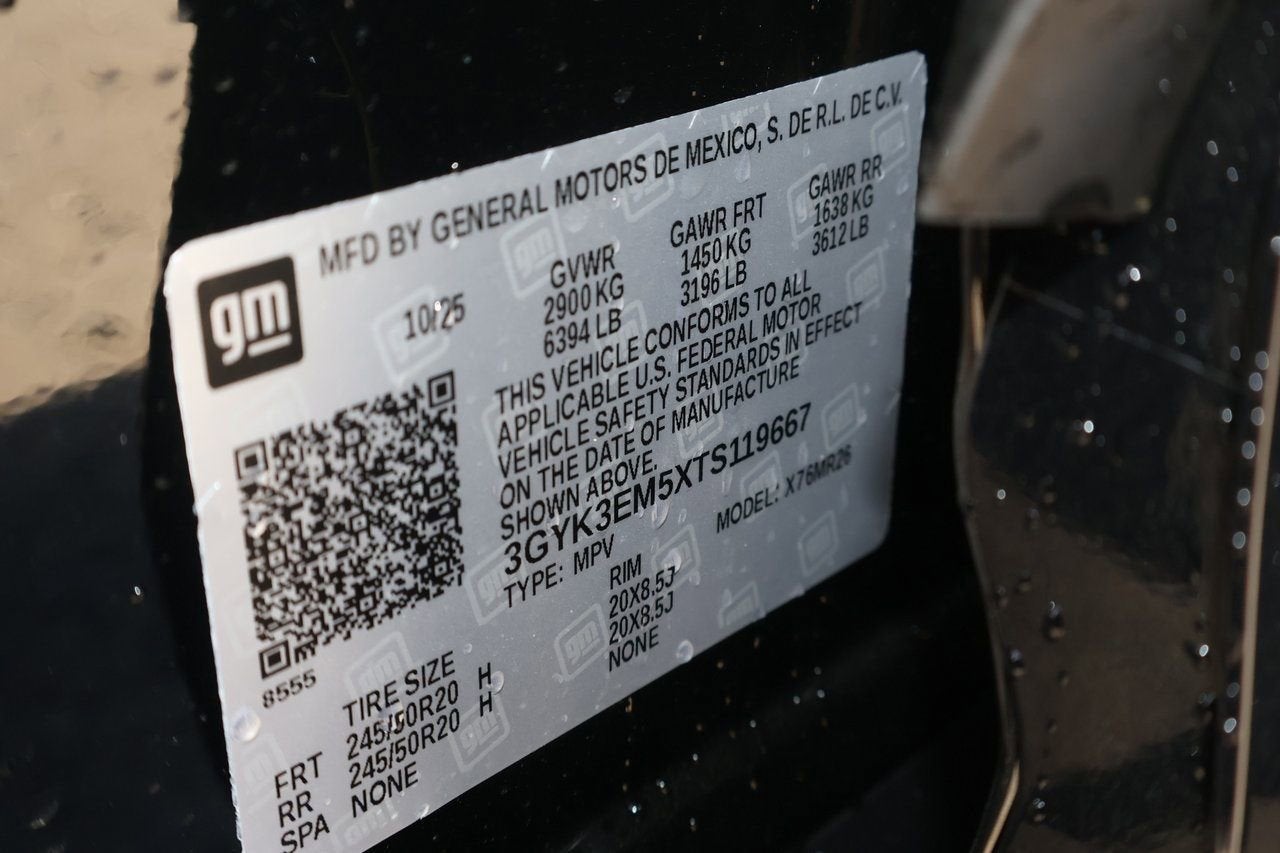 gm
MFD BY GENERAL MOTORS DE MEXICO, S. DE R.L. DE C.V.
10/25
GVWR GAWR FRT GAWR RR
2900 KG 1450 KG 1638 KG
6394 LB 3196 LB 3612 LB
THIS VEHICLE CONFORMS TO ALL
APPLICABLE U.S. FEDERAL MOTOR
VEHICLE SAFETY STANDARDS IN EFFECT
ON THE DATE OF MANUFACTURE
SHOWN ABOVE.
3GYK3EM5XTS119667
TYPE: MPV MODEL: X76MR26
8555
TIRE SIZE RIM
FRT 245/50R20 H 20X8.5J
RR 245/50R20 H 20X8.5J
SPA NONE NONE